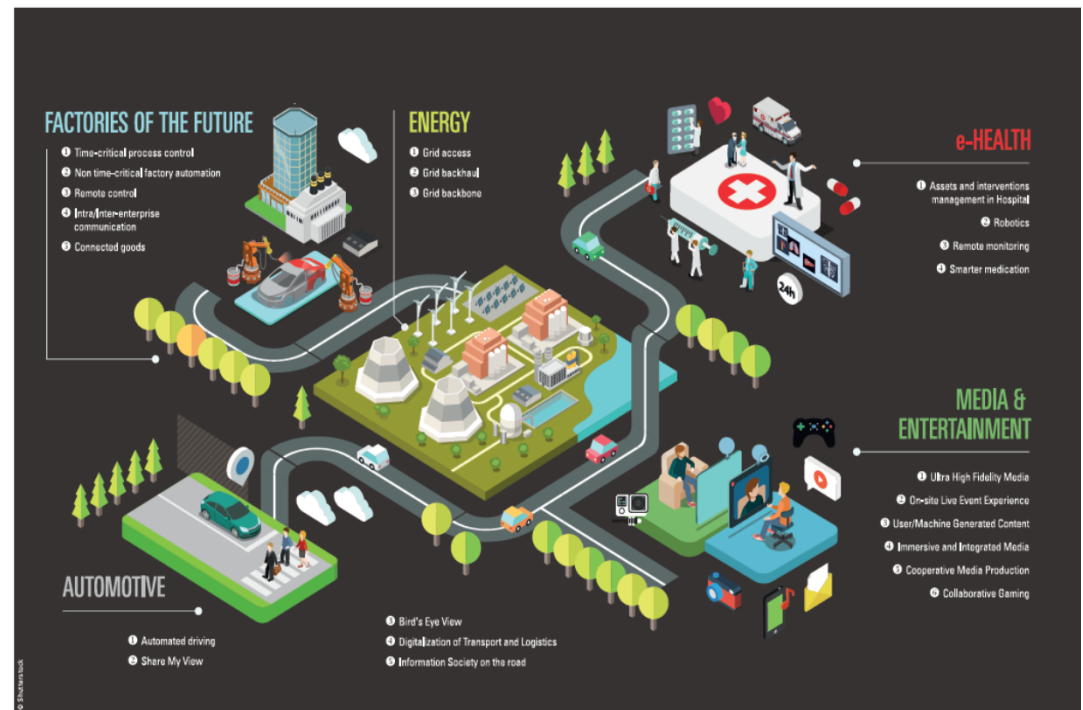 FACTORIES OF THE FUTURE
❶ Time-critical process control
❷ Non time-critical factory automation
❸ Remote control
❹ Intra/Inter-enterprise
communication
❺ Connected goods
ENERGY
❶ Grid access
❷ Grid backhaul
❸ Grid backbone
e-HEALTH
❶ Assets and interventions
management in Hospital
❷ Robotics
❸ Remote monitoring
❹ Smarter medication
24h
MEDIA &
ENTERTAINMENT
❶ Ultra High Fidelity Media
❷ On-site Live Event Experience
❸ User/Machine Generated Content
❹ Immersive and Integrated Media
❺ Cooperative Media Production
❻ Collaborative Gaming
AUTOMOTIVE
❶ Automated driving
❷ Share My View
❸ Bird's Eye View
❹ Digitalization of Transport and Logistics
❺ Information Society on the road
© Shutterstock